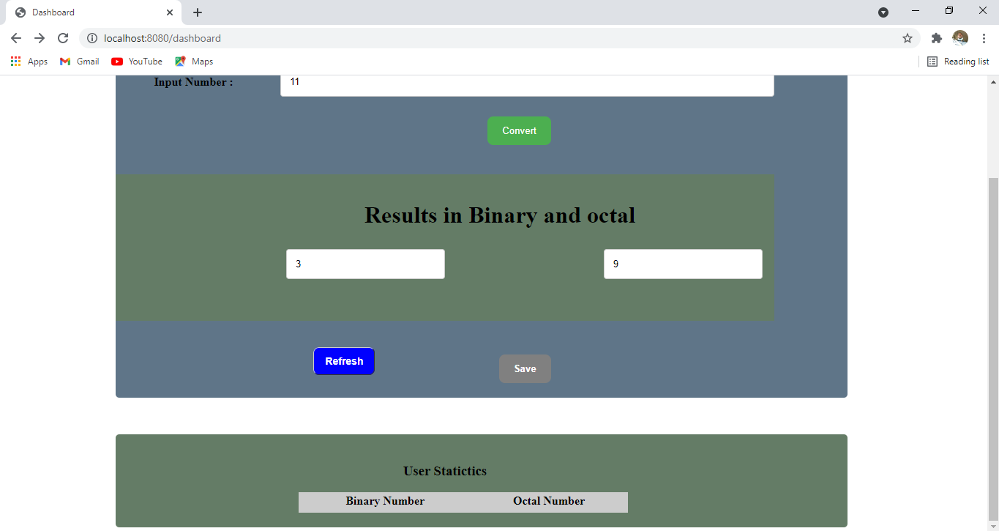 Dashboard
localhost:8080/dashboard
Apps Gmail YouTube Maps Reading list
Input Number : 11
Convert
Results in Binary and octal
3 9
Refresh Save
User Statictics
Binary Number Octal Number